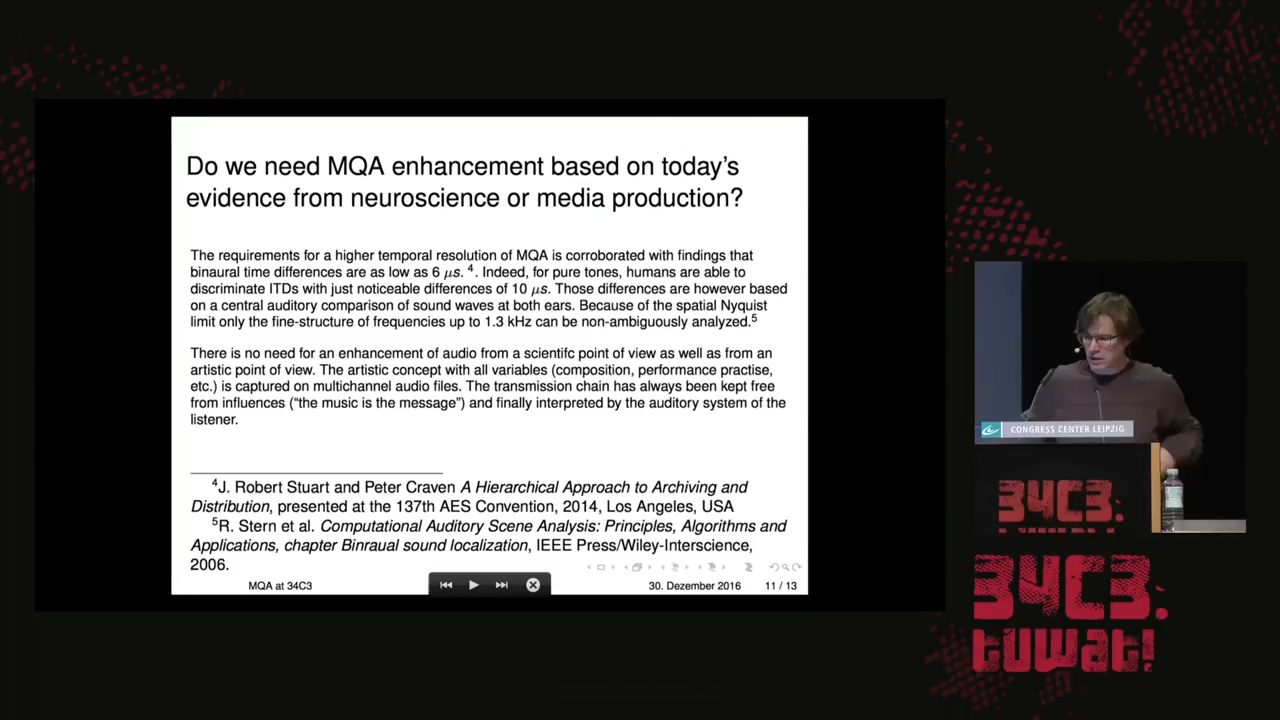 Do we need MQA enhancement based on today's
evidence from neuroscience or media production?
The requirements for a higher temporal resolution of MQA is corroborated with findings that
binaural time differences are as low as 6 μs. 4. Indeed, for pure tones, humans are able to
discriminate ITDs with just noticeable differences of 10 μs. Those differences are however based
on a central auditory comparison of sound waves at both ears. Because of the spatial Nyquist
limit only the fine-structure of frequencies up to 1.3 kHz can be non-ambiguously analyzed.5
There is no need for an enhancement of audio from a scientifc point of view as well as from an
artistic point of view. The artistic concept with all variables (composition, performance practise,
etc.) is captured on multichannel audio files. The transmission chain has always been kept free
from influences ("the music is the message") and finally interpreted by the auditory system of the
listener.
4J. Robert Stuart and Peter Craven A Hierarchical Approach to Archiving and
Distribution, presented at the 137th AES Convention, 2014, Los Angeles, USA
5R. Stern et al. Computational Auditory Scene Analysis: Principles, Algorithms and
Applications, chapter Binraual sound localization, IEEE Press/Wiley-Interscience,
2006.
MQA at 34C3 30. Dezember 2016 11 / 13
CONGRESS CENTER LEIPZIG
34C3.
34C3.
tuwat!